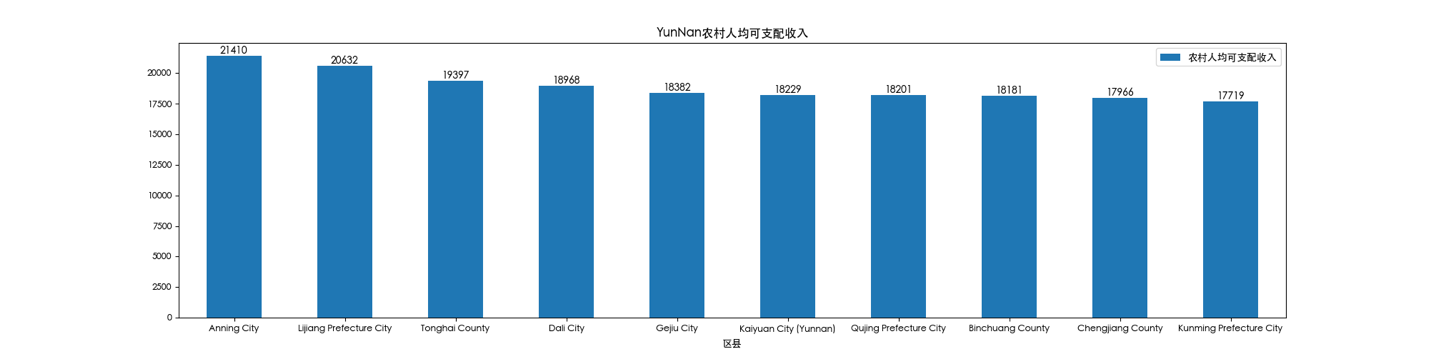 YunNan农村人均可支配收入
农村人均可支配收入
21410
20632
19397
18968
18382
18229
18201
18181
17966
17719
20000
17500
15000
12500
10000
7500
5000
2500
0
Anning City
Lijiang Prefecture City
Tonghai County
Dali City
Gejiu City
Kaiyuan City (Yunnan)
Qujing Prefecture City
Binchuang County
Chengjiang County
Kunming Prefecture City
区县